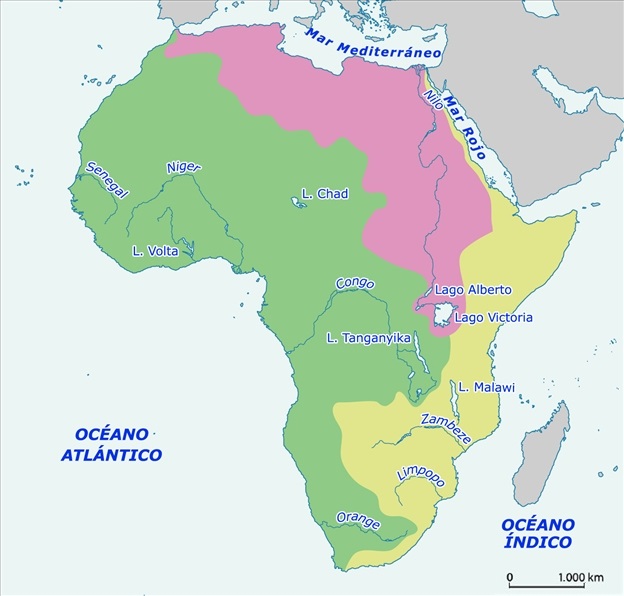 Mar Mediterráneo
Nilo
Mar Rojo
Senegal
Níger
L. Chad
L. Volta
Congo
Lago Alberto
Lago Victoria
L. Tanganyika
L. Malawi
Zambeze
Limpopo
Orange
OCÉANO
ATLÁNTICO
OCÉANO
ÍNDICO
0 1.000 km